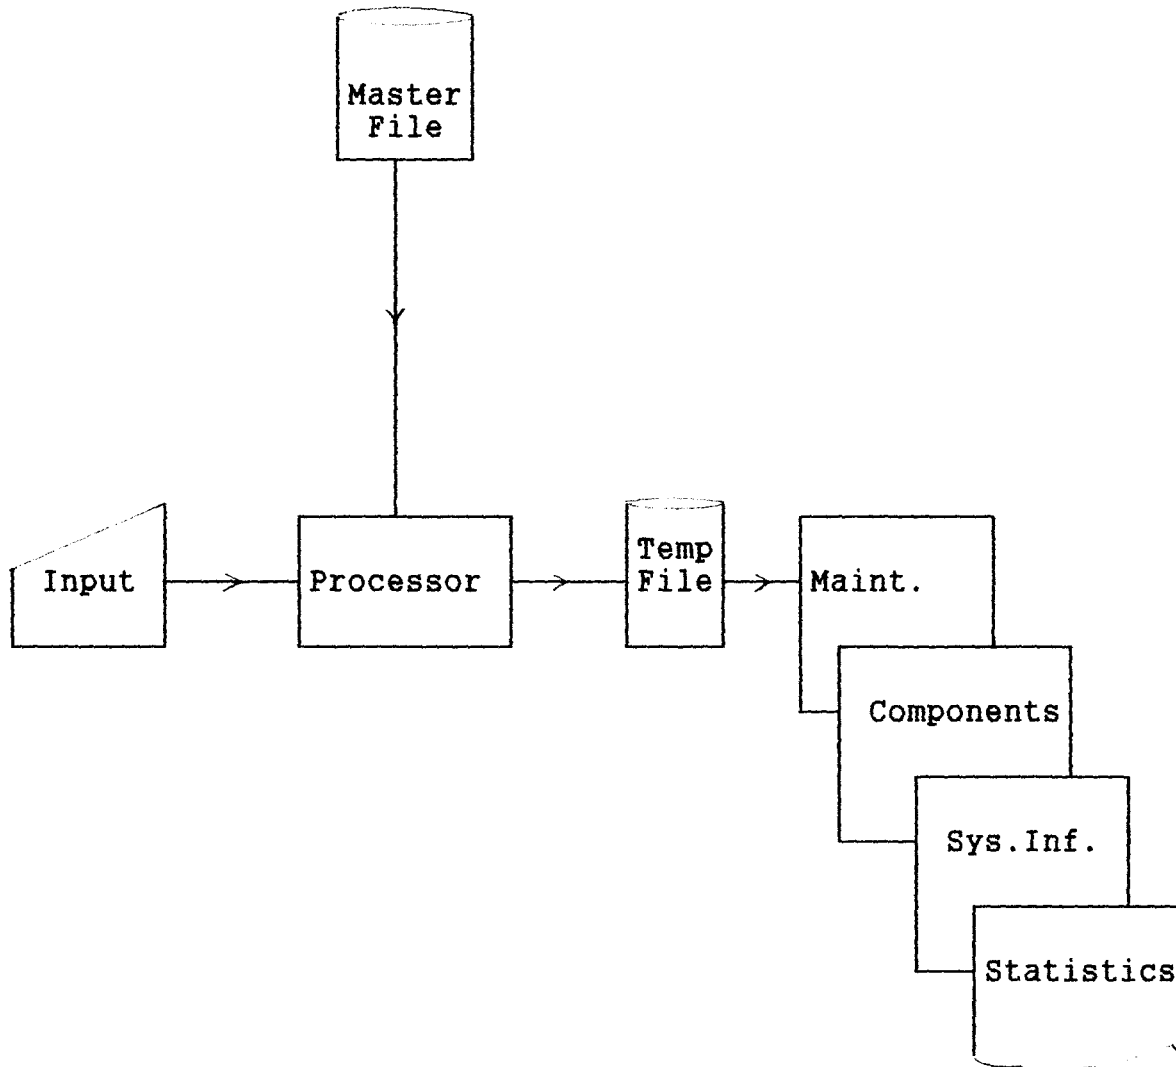 Master
File
Input
Processor
Temp
File
Maint.
Components
Sys.Inf.
Statistics